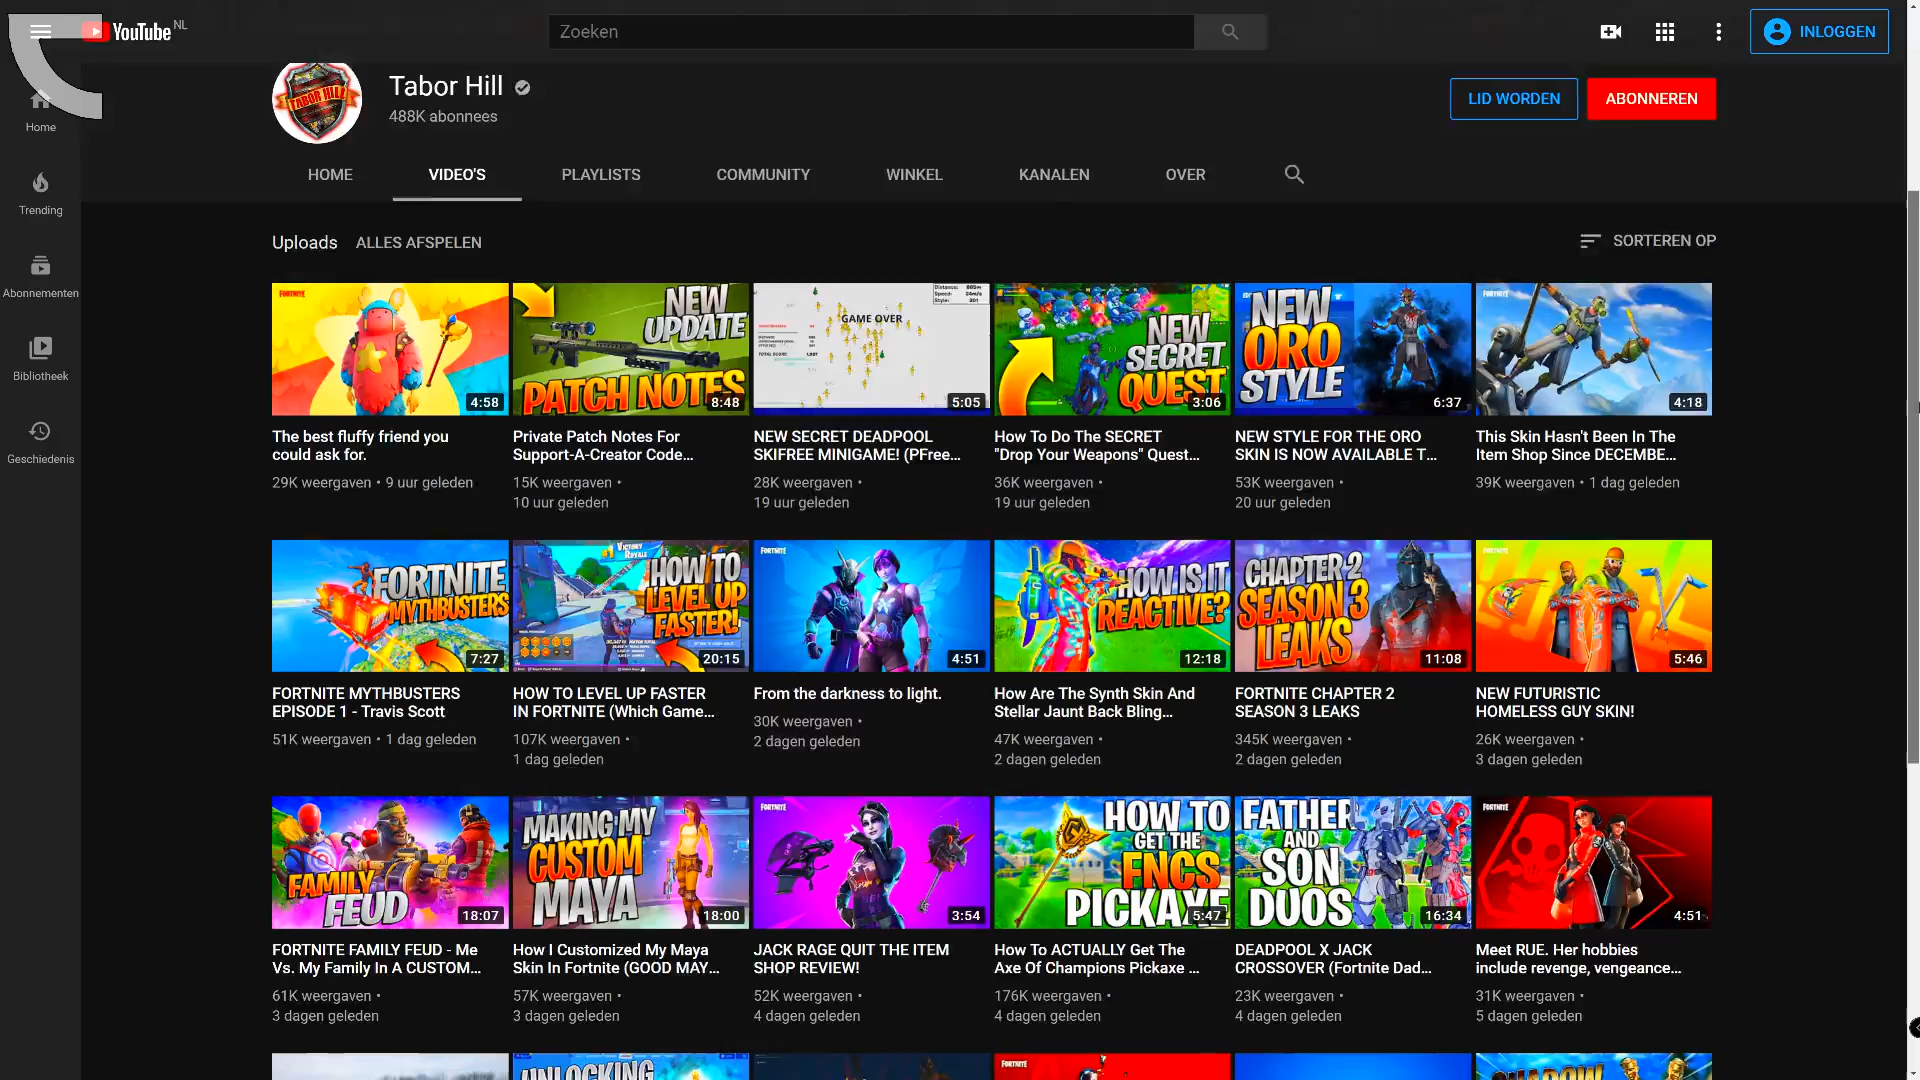 YouTube NL
Zoeken
INLOGGEN
TABOR HILL
Tabor Hill
488K abonnees
LID WORDEN
ABONNEREN
HOME
VIDEO'S
PLAYLISTS
COMMUNITY
WINKEL
KANALEN
OVER
Home
Trending
Abonnementen
Bibliotheek
Geschiedenis
Uploads
ALLES AFSPELEN
SORTEREN OP
FORTNITE
4:58
NEW
UPDATE
PATCH NOTES
8:48
GAME OVER
5:05
NEW
SECRET
QUEST
3:06
NEW
ORO
STYLE
6:37
FORTNITE
4:18
The best fluffy friend you
could ask for.
29K weergaven • 9 uur geleden
Private Patch Notes For
Support-A-Creator Code...
15K weergaven •
10 uur geleden
NEW SECRET DEADPOOL
SKIFREE MINIGAME! (PFree...
28K weergaven •
19 uur geleden
How To Do The SECRET
"Drop Your Weapons" Quest...
36K weergaven •
19 uur geleden
NEW STYLE FOR THE ORO
SKIN IS NOW AVAILABLE T...
53K weergaven •
20 uur geleden
This Skin Hasn't Been In The
Item Shop Since DECEMBE...
39K weergaven • 1 dag geleden
FORTNITE
MYTHBUSTERS
7:27
VICTORY
ROYALE
HOW TO
LEVEL UP
FASTER!
20:15
FORTNITE
4:51
HOW IS IT
REACTIVE?
12:18
CHAPTER 2
SEASON 3
LEAKS
11:08
FORTNITE
5:46
FORTNITE MYTHBUSTERS
EPISODE 1 - Travis Scott
51K weergaven • 1 dag geleden
HOW TO LEVEL UP FASTER
IN FORTNITE (Which Game...
107K weergaven •
1 dag geleden
From the darkness to light.
30K weergaven •
2 dagen geleden
How Are The Synth Skin And
Stellar Jaunt Back Bling...
47K weergaven •
2 dagen geleden
FORTNITE CHAPTER 2
SEASON 3 LEAKS
345K weergaven •
2 dagen geleden
NEW FUTURISTIC
HOMELESS GUY SKIN!
26K weergaven •
3 dagen geleden
FAMILY
FEUD
18:07
MAKING MY
CUSTOM
MAYA
18:00
FORTNITE
3:54
HOW TO
GET THE
FNCS
PICKAXE
5:47
FATHER
AND
SON
DUOS
16:34
FORTNITE
4:51
FORTNITE FAMILY FEUD - Me
Vs. My Family In A CUSTOM...
61K weergaven •
3 dagen geleden
How I Customized My Maya
Skin In Fortnite (GOOD MAY...
57K weergaven •
3 dagen geleden
JACK RAGE QUIT THE ITEM
SHOP REVIEW!
52K weergaven •
4 dagen geleden
How To ACTUALLY Get The
Axe Of Champions Pickaxe ...
176K weergaven •
4 dagen geleden
DEADPOOL X JACK
CROSSOVER (Fortnite Dad...
23K weergaven •
4 dagen geleden
Meet RUE. Her hobbies
include revenge, vengeance...
31K weergaven •
5 dagen geleden
UNLOCKING
FORTNITE
SHADOW